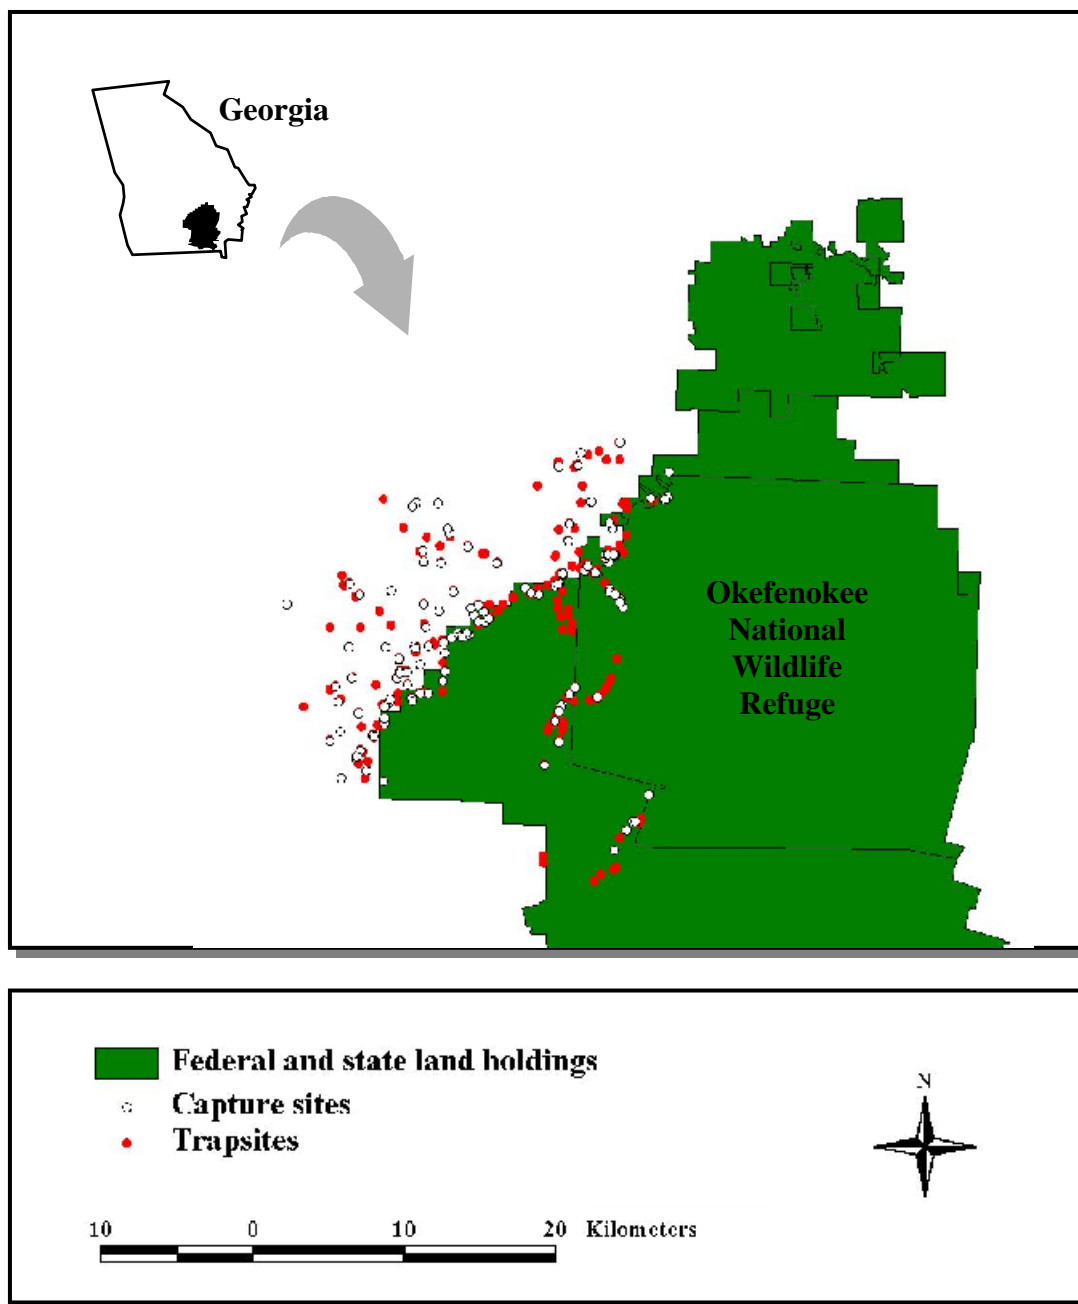 Georgia
Okefenokee
National
Wildlife
Refuge
Federal and state land holdings
Capture sites
Trapsites
N
10 0 10 20 Kilometers